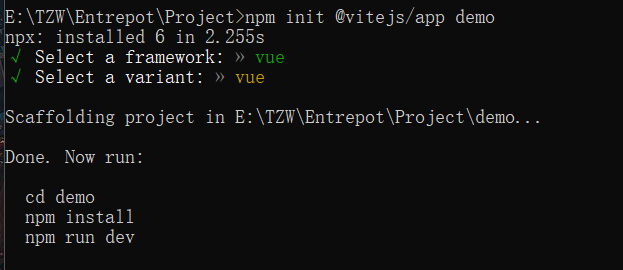 E:\TZW\Entrepot\Project>npm init @vitejs/app demo
npx: installed 6 in 2.255s
√ Select a framework: » vue
√ Select a variant: » vue
Scaffolding project in E:\TZW\Entrepot\Project\demo...
Done. Now run:
cd demo
npm install
npm run dev